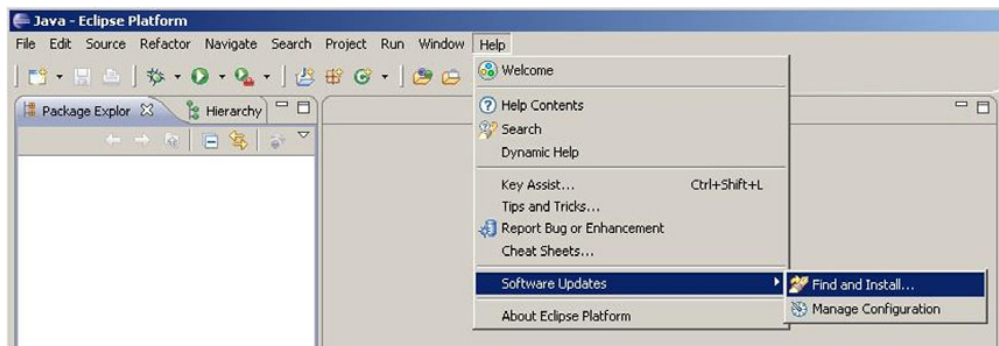 Java - Eclipse Platform
File Edit Source Refactor Navigate Search Project Run Window Help
Welcome
Package Explor Hierarchy
Help Contents
Search
Dynamic Help
Key Assist... Ctrl+Shift+L
Tips and Tricks...
Report Bug or Enhancement
Cheat Sheets...
Software Updates Find and Install...
Manage Configuration
About Eclipse Platform